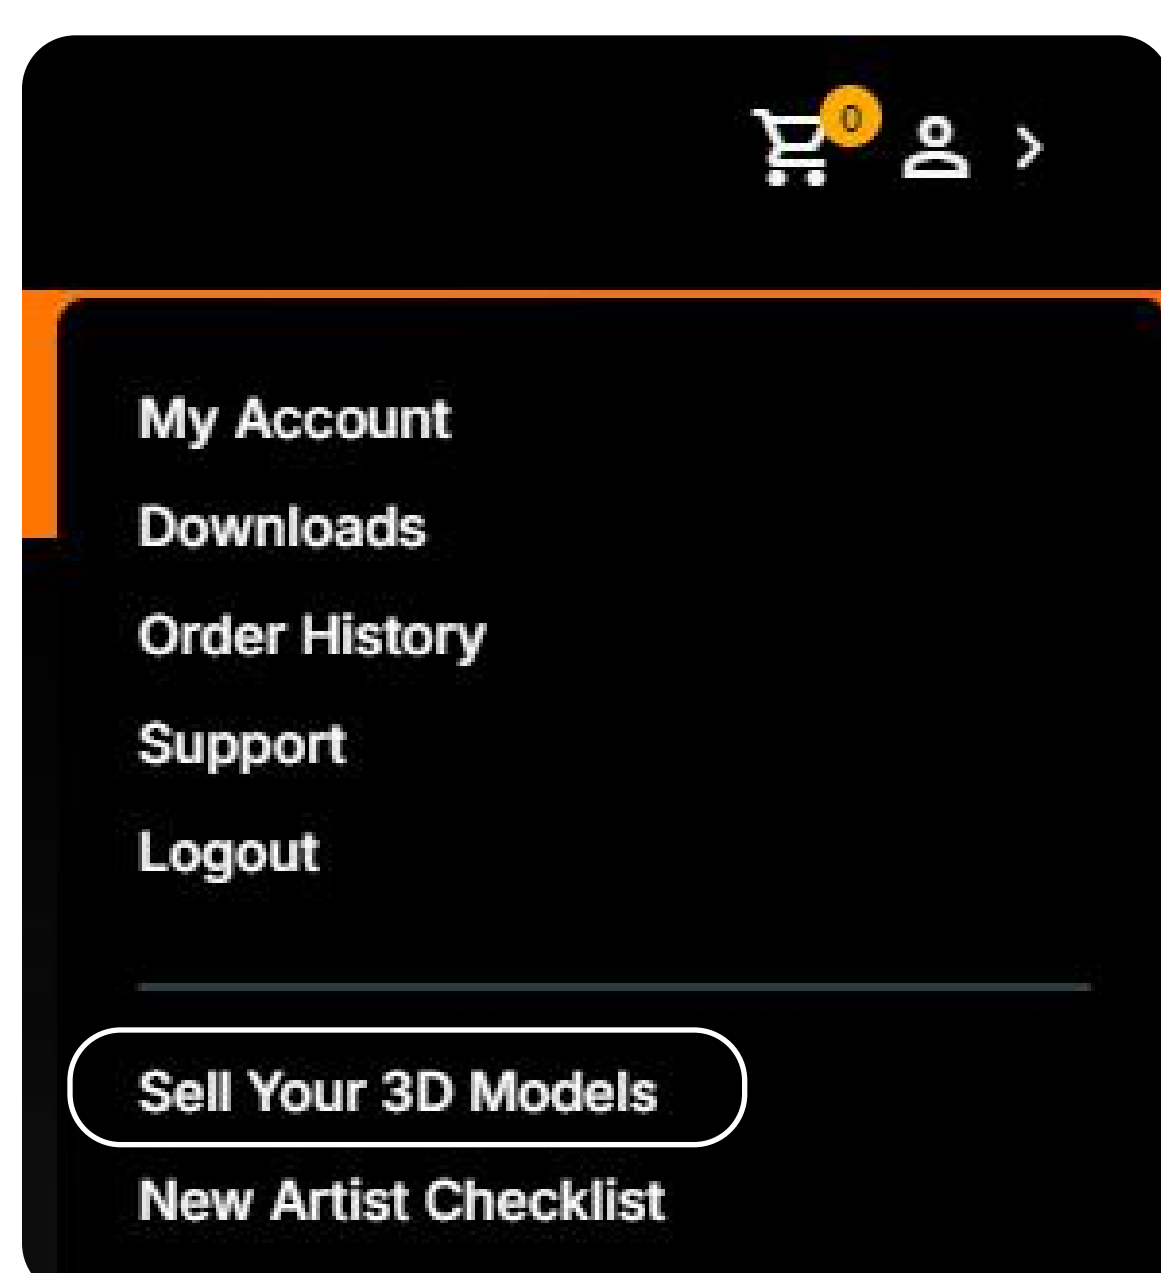 0
My Account
Downloads
Order History
Support
Logout
Sell Your 3D Models
New Artist Checklist